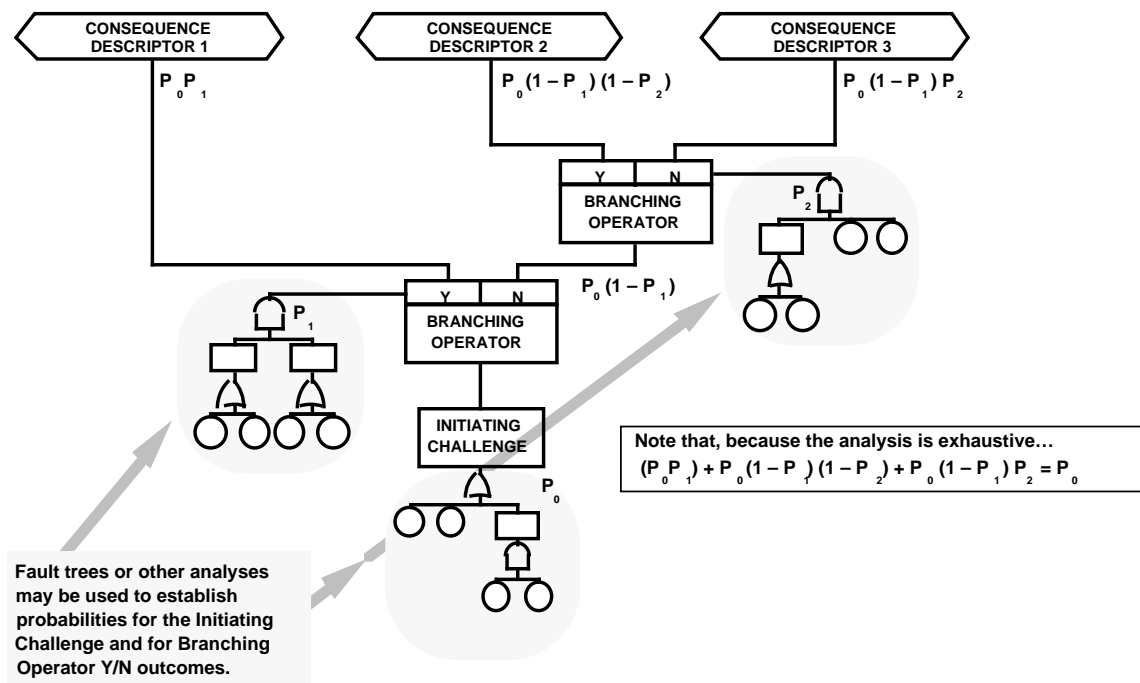 CONSEQUENCE
DESCRIPTOR 1
CONSEQUENCE
DESCRIPTOR 2
CONSEQUENCE
DESCRIPTOR 3
P₀P₁
P₀(1 – P₁) (1 – P₂)
P₀(1 – P₁) P₂
Y N
BRANCHING
OPERATOR
P₂
P₀(1 – P₁)
Y N
BRANCHING
OPERATOR
P₁
INITIATING
CHALLENGE
P₀
Note that, because the analysis is exhaustive…
(P₀P₁) + P₀(1 – P₁) (1 – P₂) + P₀ (1 – P₁) P₂ = P₀
Fault trees or other analyses
may be used to establish
probabilities for the Initiating
Challenge and for Branching
Operator Y/N outcomes.